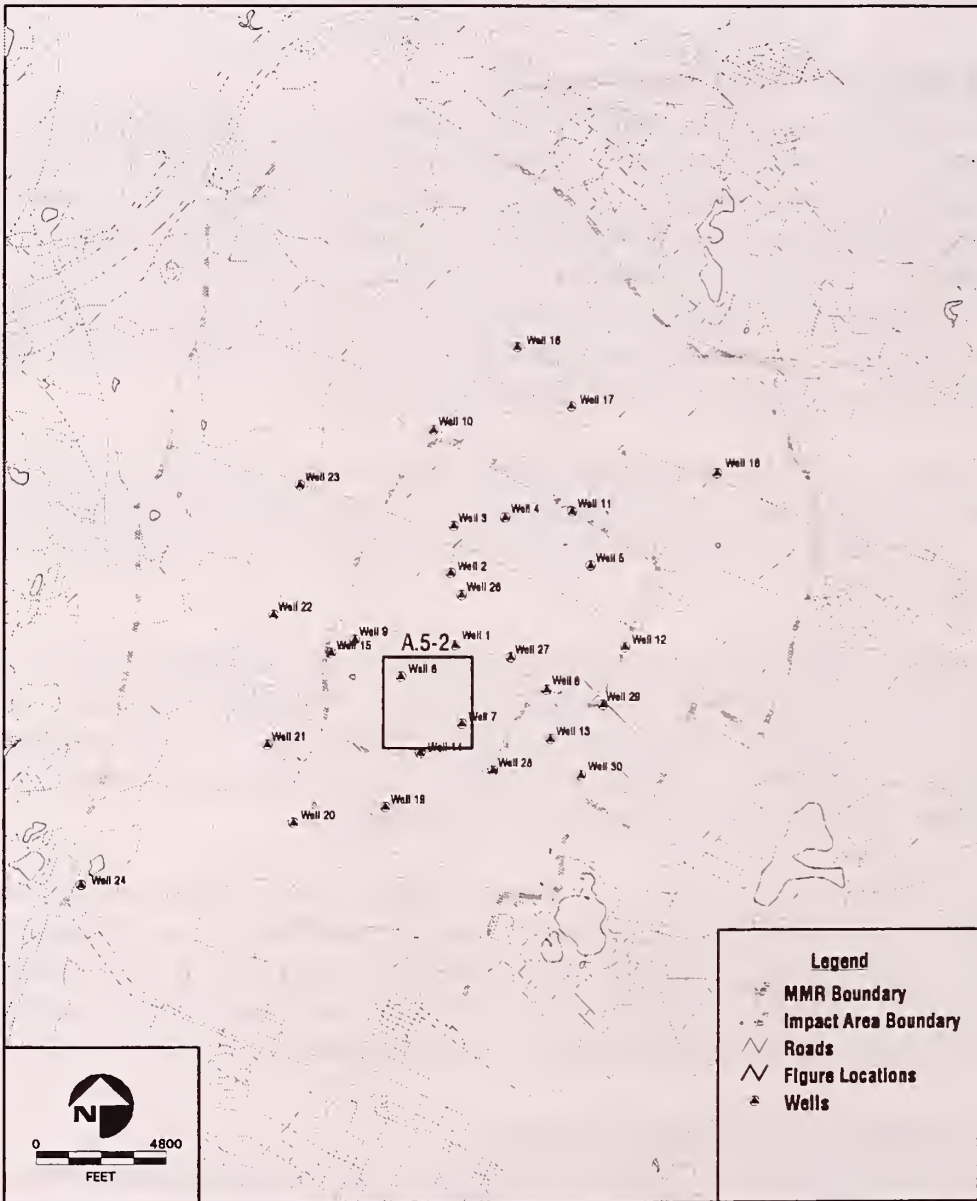 Well 16
Well 17
Well 10
Well 18
Well 23
Well 11
Well 4
Well 3
Well 5
Well 2
Well 26
Well 22
Well 9
Well 15
A.5-2
Well 1
Well 12
Well 27
Well 6
Well 8
Well 29
Well 7
Well 21
Well 13
Well 14
Well 28
Well 30
Well 19
Well 20
Well 24
Legend
MMR Boundary
Impact Area Boundary
Roads
Figure Locations
Wells
N
0 4800
FEET